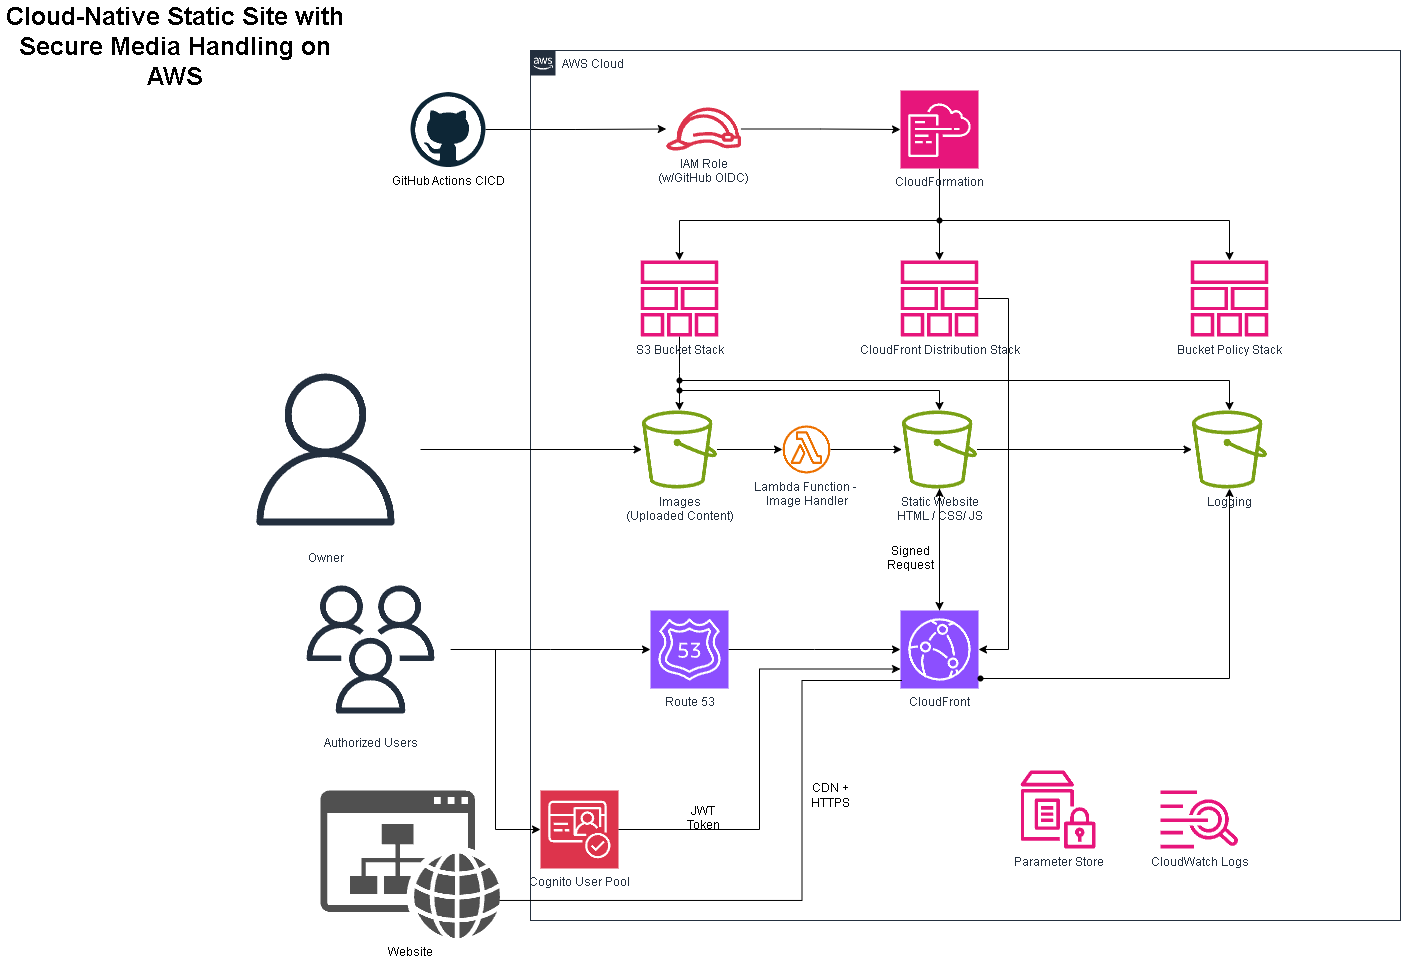 Cloud-Native Static Site with
Secure Media Handling on
AWS
aws
AWS Cloud
GitHub Actions CICD
IAM Role
(w/GitHub OIDC)
CloudFormation
S3 Bucket Stack
CloudFront Distribution Stack
Bucket Policy Stack
Owner
Images
(Uploaded Content)
Lambda Function -
Image Handler
Static Website
HTML / CSS/ JS
Logging
Signed
Request
Authorized Users
53
Route 53
CloudFront
CDN +
HTTPS
JWT
Token
Cognito User Pool
Parameter Store
CloudWatch Logs
Website